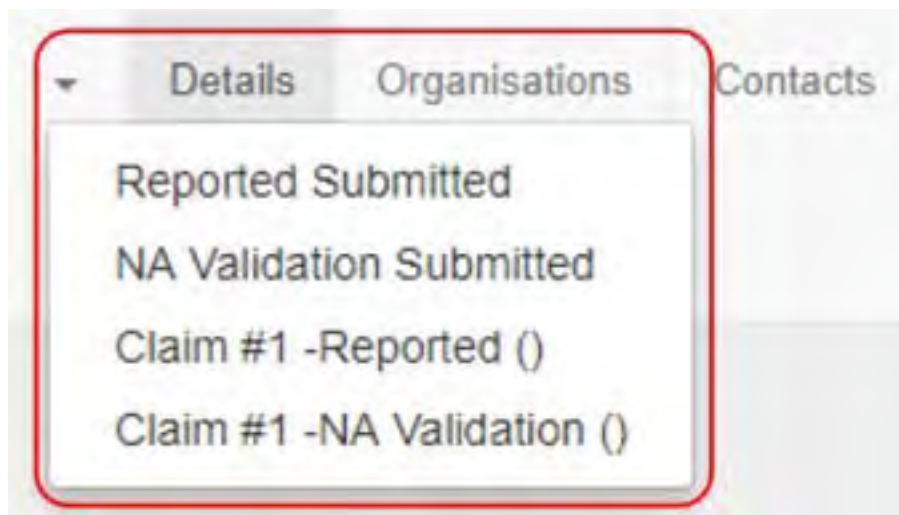 Details Organisations Contacts
Reported Submitted
NA Validation Submitted
Claim #1 -Reported ()
Claim #1 -NA Validation ()